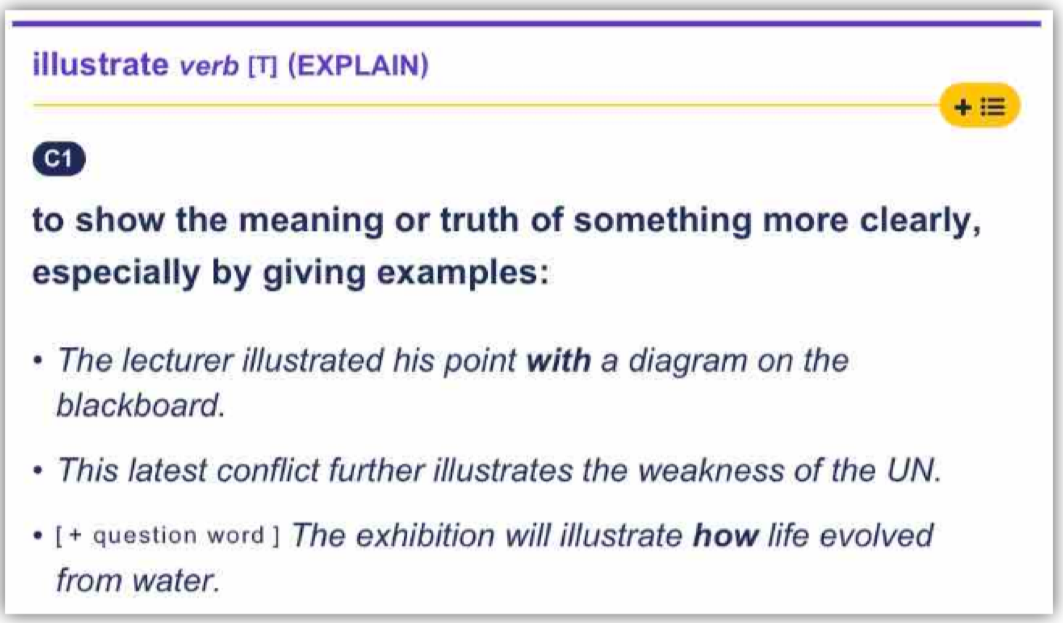 illustrate verb [T] (EXPLAIN)
+
C1
to show the meaning or truth of something more clearly,
especially by giving examples:
• The lecturer illustrated his point with a diagram on the
blackboard.
• This latest conflict further illustrates the weakness of the UN.
• [ + question word ] The exhibition will illustrate how life evolved
from water.